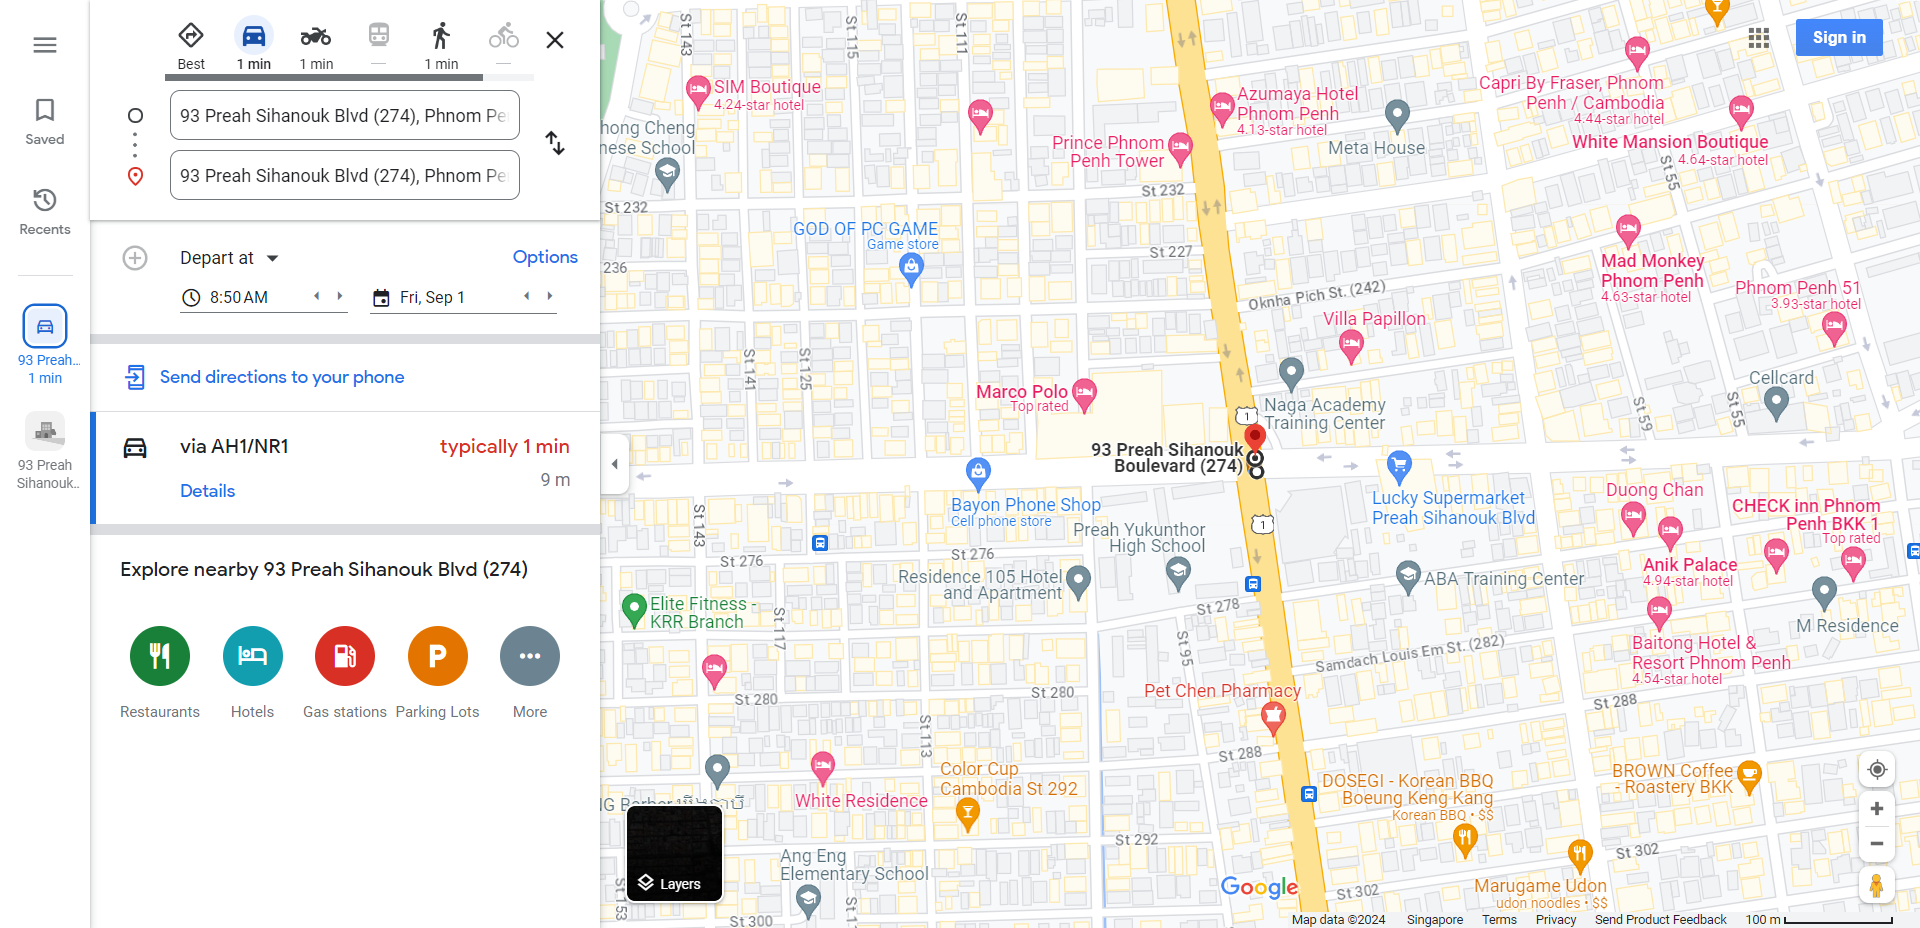 Best
1 min
1 min
—
1 min
—
93 Preah Sihanouk Blvd (274), Phnom Pe
93 Preah Sihanouk Blvd (274), Phnom Pe
Saved
Recents
93 Preah...
1 min
93 Preah
Sihanouk..
Depart at
Options
8:50 AM
Fri, Sep 1
Send directions to your phone
via AH1/NR1
typically 1 min
9 m
Details
Explore nearby 93 Preah Sihanouk Blvd (274)
Restaurants
Hotels
Gas stations
Parking Lots
More
Sign in
St 143
St 115
St 111
SIM Boutique
4.24-star hotel
hong Cheng
nese School
Azumaya Hotel
Phnom Penh
4.13-star hotel
Prince Phnom
Penh Tower
Meta House
Capri By Fraser, Phnom
Penh / Cambodia
4.44-star hotel
White Mansion Boutique
4.64-star hotel
St 55
St 232
St 232
GOD OF PC GAME
Game store
236
St 227
Oknha Pich St. (242)
Mad Monkey
Phnom Penh
4.63-star hotel
Phnom Penh 51
3.93-star hotel
Villa Papillon
St 141
St 125
Marco Polo
Top rated
Naga Academy
Training Center
Cellcard
St 59
St 55
1
93 Preah Sihanouk
Boulevard (274)
Bayon Phone Shop
Cell phone store
Lucky Supermarket
Preah Sihanouk Blvd
Duong Chan
CHECK inn Phnom
Penh BKK 1
Top rated
1
St 143
Preah Yukunthor
High School
St 276
St 276
Residence 105 Hotel
and Apartment
ABA Training Center
Anik Palace
4.94-star hotel
Elite Fitness -
KRR Branch
St 117
St 278
St 95
M Residence
Samdach Louis Em St. (282)
Baitong Hotel &
Resort Phnom Penh
4.54-star hotel
St 280
St 280
Pet Chen Pharmacy
St 288
St 113
St 288
Color Cup
Cambodia St 292
White Residence
DOSEGI - Korean BBQ
Boeung Keng Kang
Korean BBQ • $$
BROWN Coffee
- Roastery BKK
P
St 292
Ang Eng
Elementary School
St 302
St 302
Marugame Udon
udon noodles • $$
St 153
St 11
St 300
Layers
Google
Map data ©2024
Singapore
Terms
Privacy
Send Product Feedback
100 m